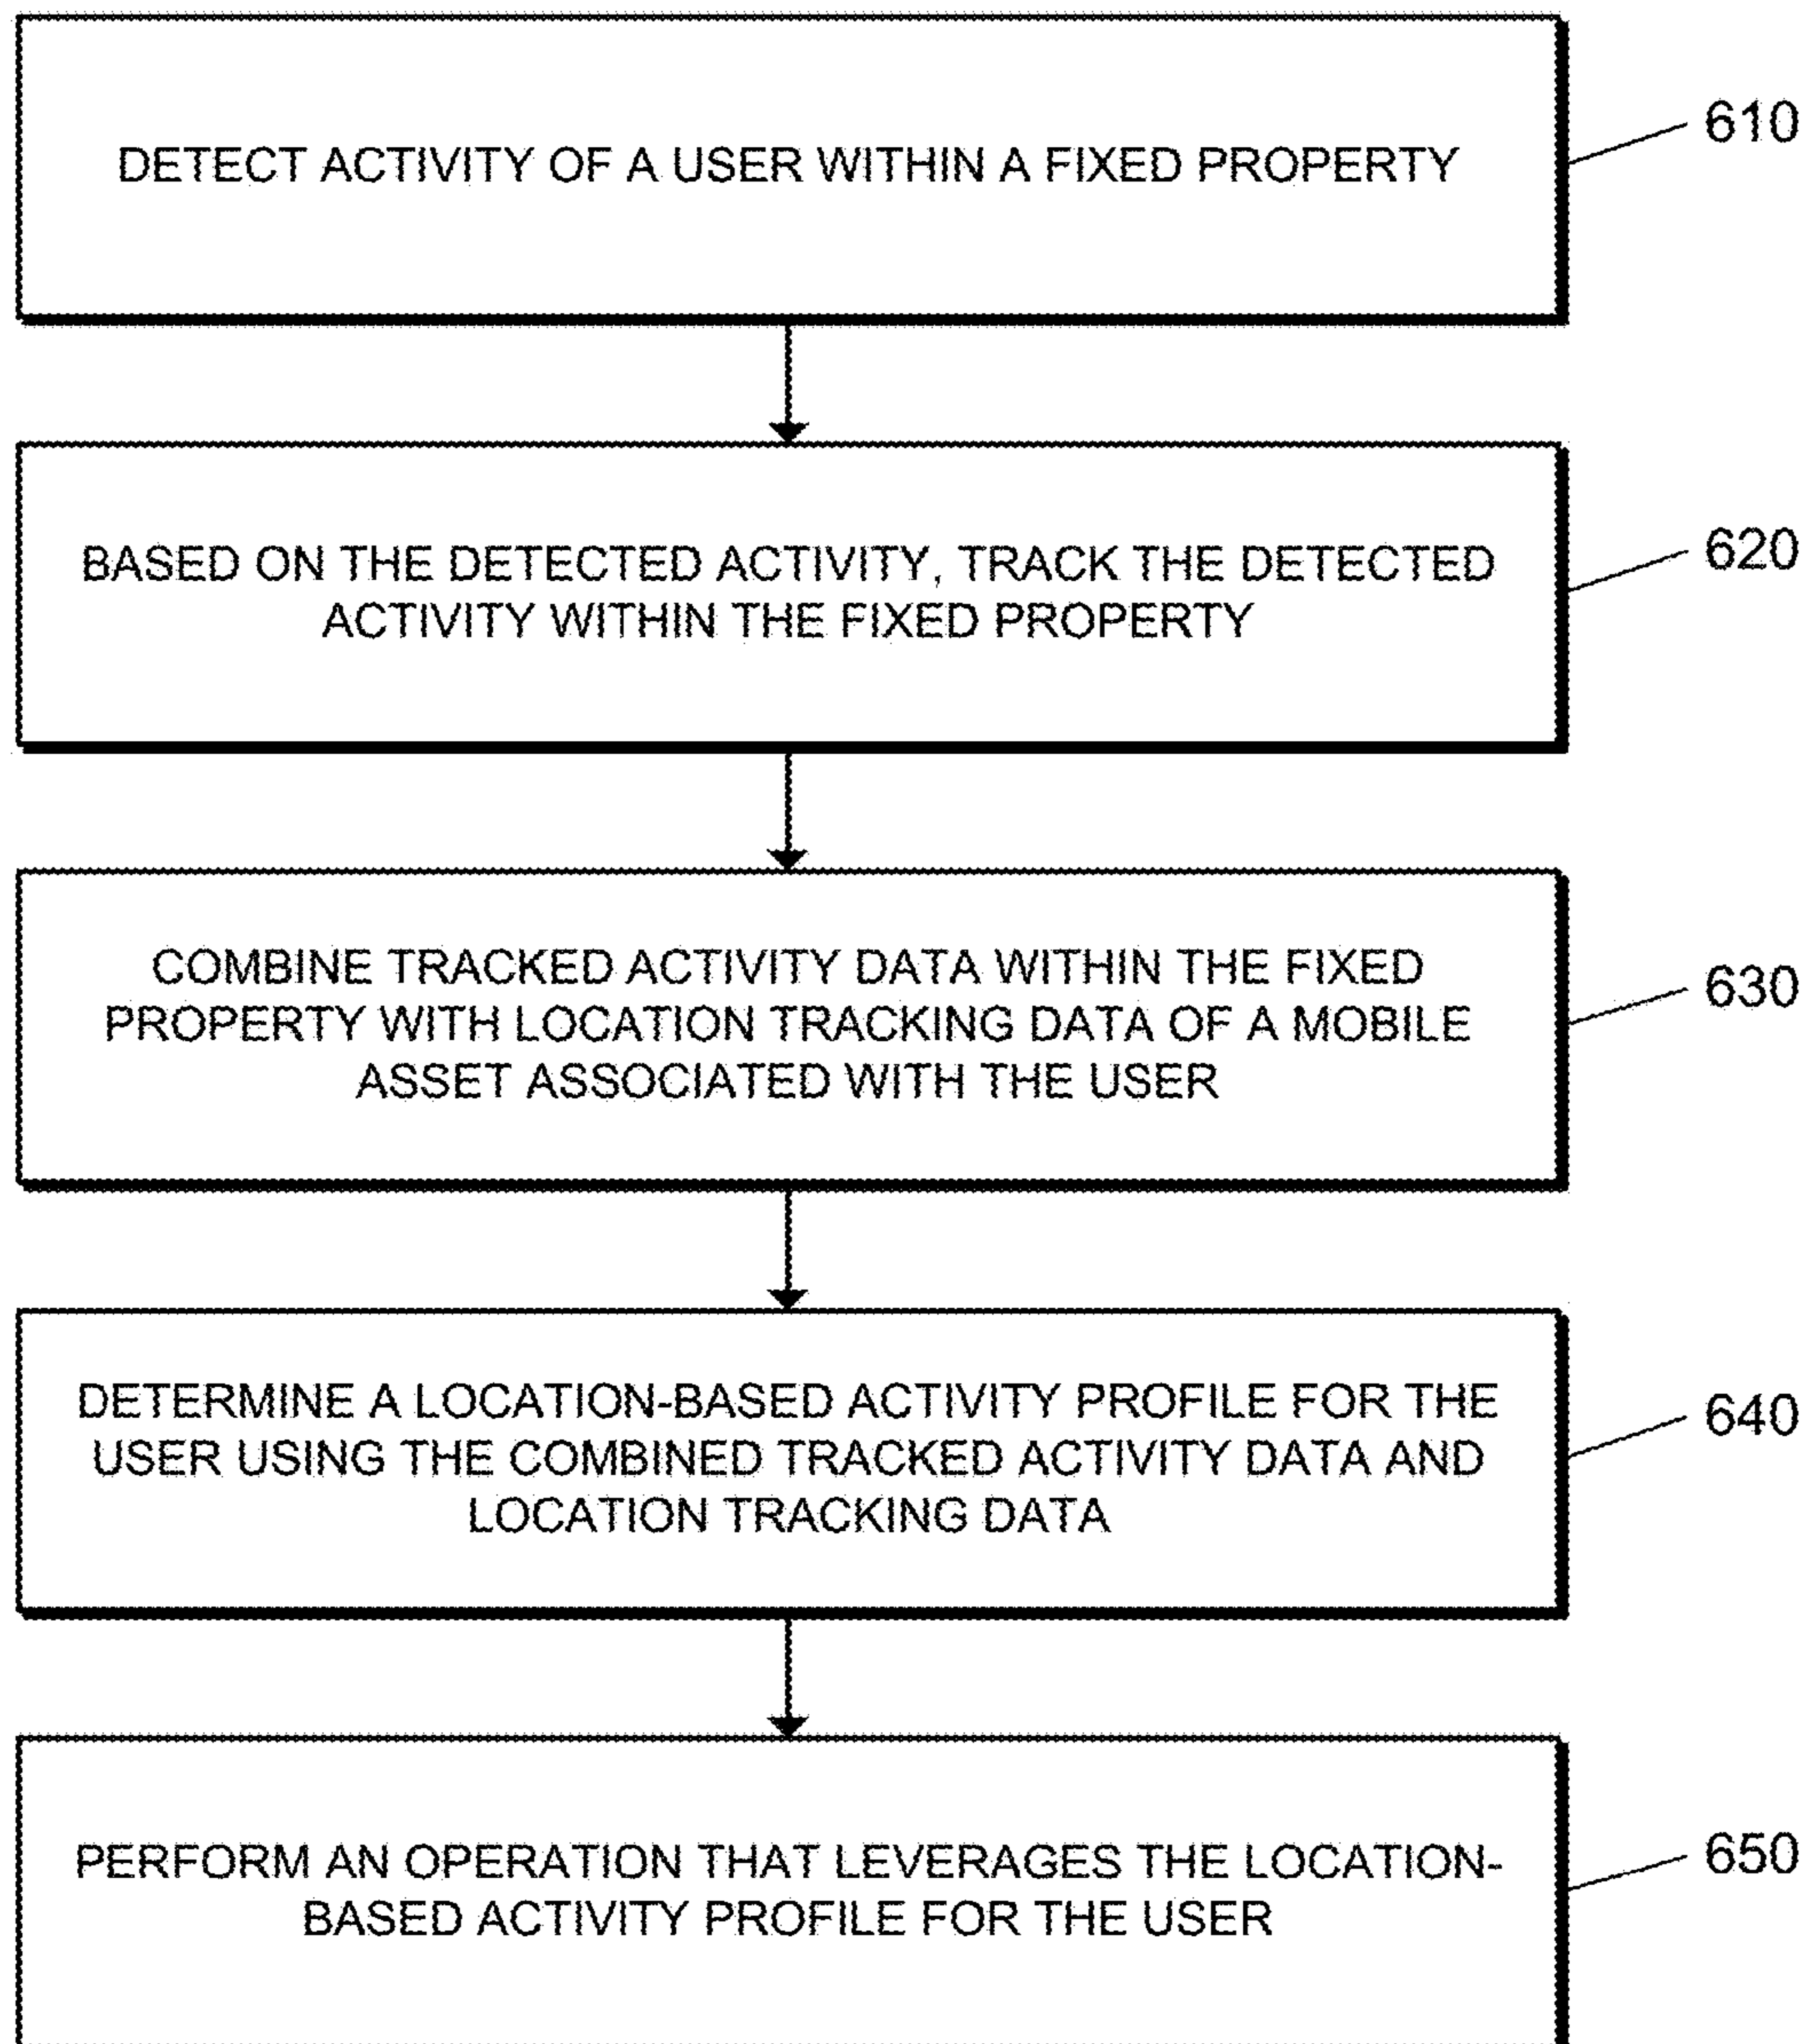 DETECT ACTIVITY OF A USER WITHIN A FIXED PROPERTY
610
BASED ON THE DETECTED ACTIVITY, TRACK THE DETECTED
ACTIVITY WITHIN THE FIXED PROPERTY
620
COMBINE TRACKED ACTIVITY DATA WITHIN THE FIXED
PROPERTY WITH LOCATION TRACKING DATA OF A MOBILE
ASSET ASSOCIATED WITH THE USER
630
DETERMINE A LOCATION-BASED ACTIVITY PROFILE FOR THE
USER USING THE COMBINED TRACKED ACTIVITY DATA AND
LOCATION TRACKING DATA
640
PERFORM AN OPERATION THAT LEVERAGES THE LOCATION-
BASED ACTIVITY PROFILE FOR THE USER
650